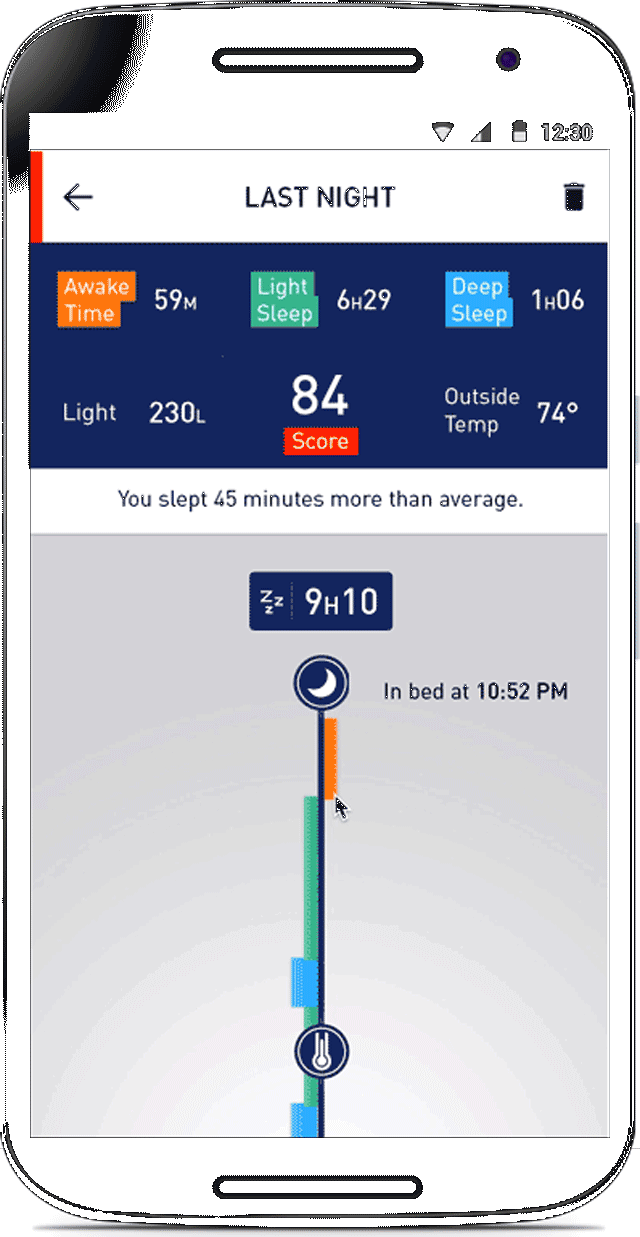 12:30
LAST NIGHT
Awake
Time
59M
Light
Sleep
6H29
Deep
Sleep
1H06
Light
230L
84
Score
Outside
Temp
74°
You slept 45 minutes more than average.
zzz
9H10
In bed at 10:52 PM